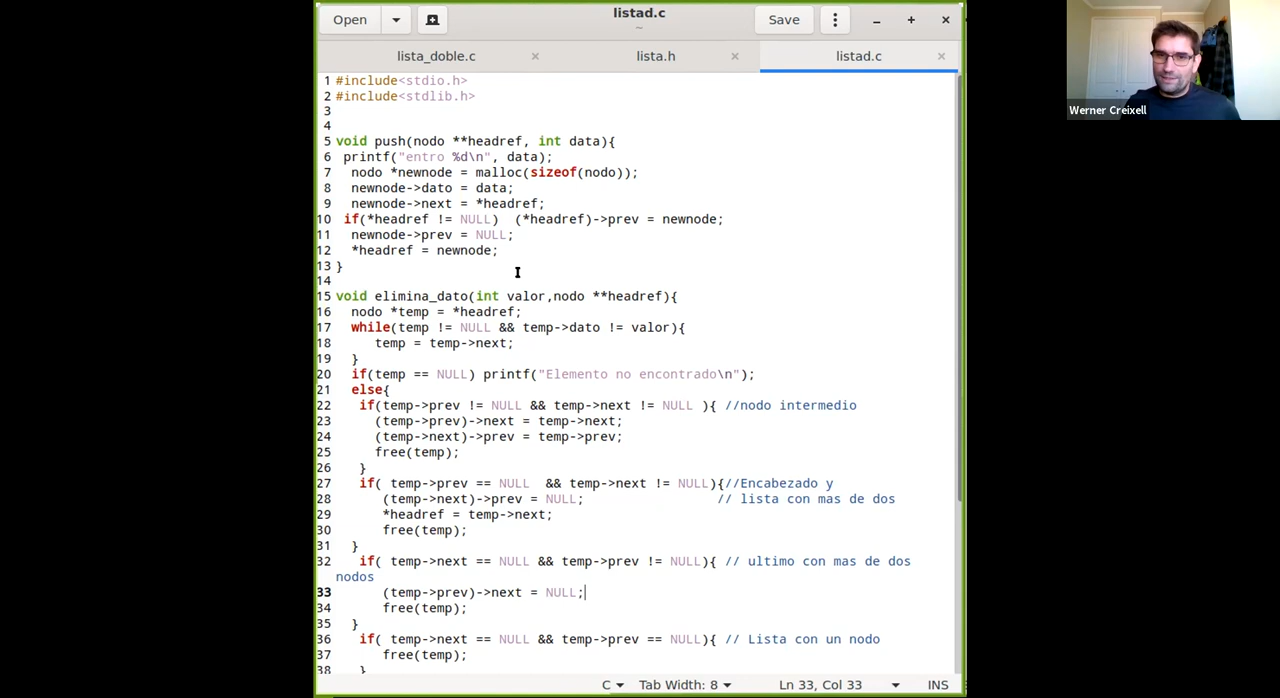 Open
listad.c
~
Save
lista_doble.c
lista.h
listad.c
1 #include<stdio.h>
2 #include<stdlib.h>
3
4
5 void push(nodo **headref, int data){
6 printf("entro %d\n", data);
7 nodo *newnode = malloc(sizeof(nodo));
8 newnode->dato = data;
9 newnode->next = *headref;
10 if(*headref != NULL) (*headref)->prev = newnode;
11 newnode->prev = NULL;
12 *headref = newnode;
13 }
14
15 void elimina_dato(int valor,nodo **headref){
16 nodo *temp = *headref;
17 while(temp != NULL && temp->dato != valor){
18 temp = temp->next;
19 }
20 if(temp == NULL) printf("Elemento no encontrado\n");
21 else{
22 if(temp->prev != NULL && temp->next != NULL ){ //nodo intermedio
23 (temp->prev)->next = temp->next;
24 (temp->next)->prev = temp->prev;
25 free(temp);
26 }
27 if( temp->prev == NULL && temp->next != NULL){//Encabezado y
28 (temp->next)->prev = NULL; // lista con mas de dos
29 *headref = temp->next;
30 free(temp);
31 }
32 if( temp->next == NULL && temp->prev != NULL){ // ultimo con mas de dos
nodos
33 (temp->prev)->next = NULL;
34 free(temp);
35 }
36 if( temp->next == NULL && temp->prev == NULL){ // Lista con un nodo
37 free(temp);
38 }
C
Tab Width: 8
Ln 33, Col 33
INS
Werner Creixell